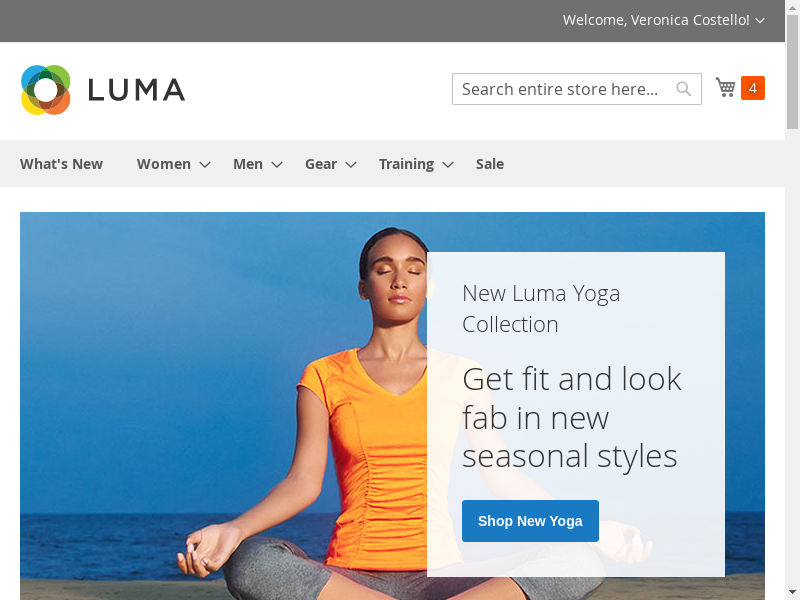 Welcome, Veronica Costello!
LUMA
Search entire store here...
4
What's New
Women
Men
Gear
Training
Sale
New Luma Yoga
Collection
Get fit and look
fab in new
seasonal styles
Shop New Yoga